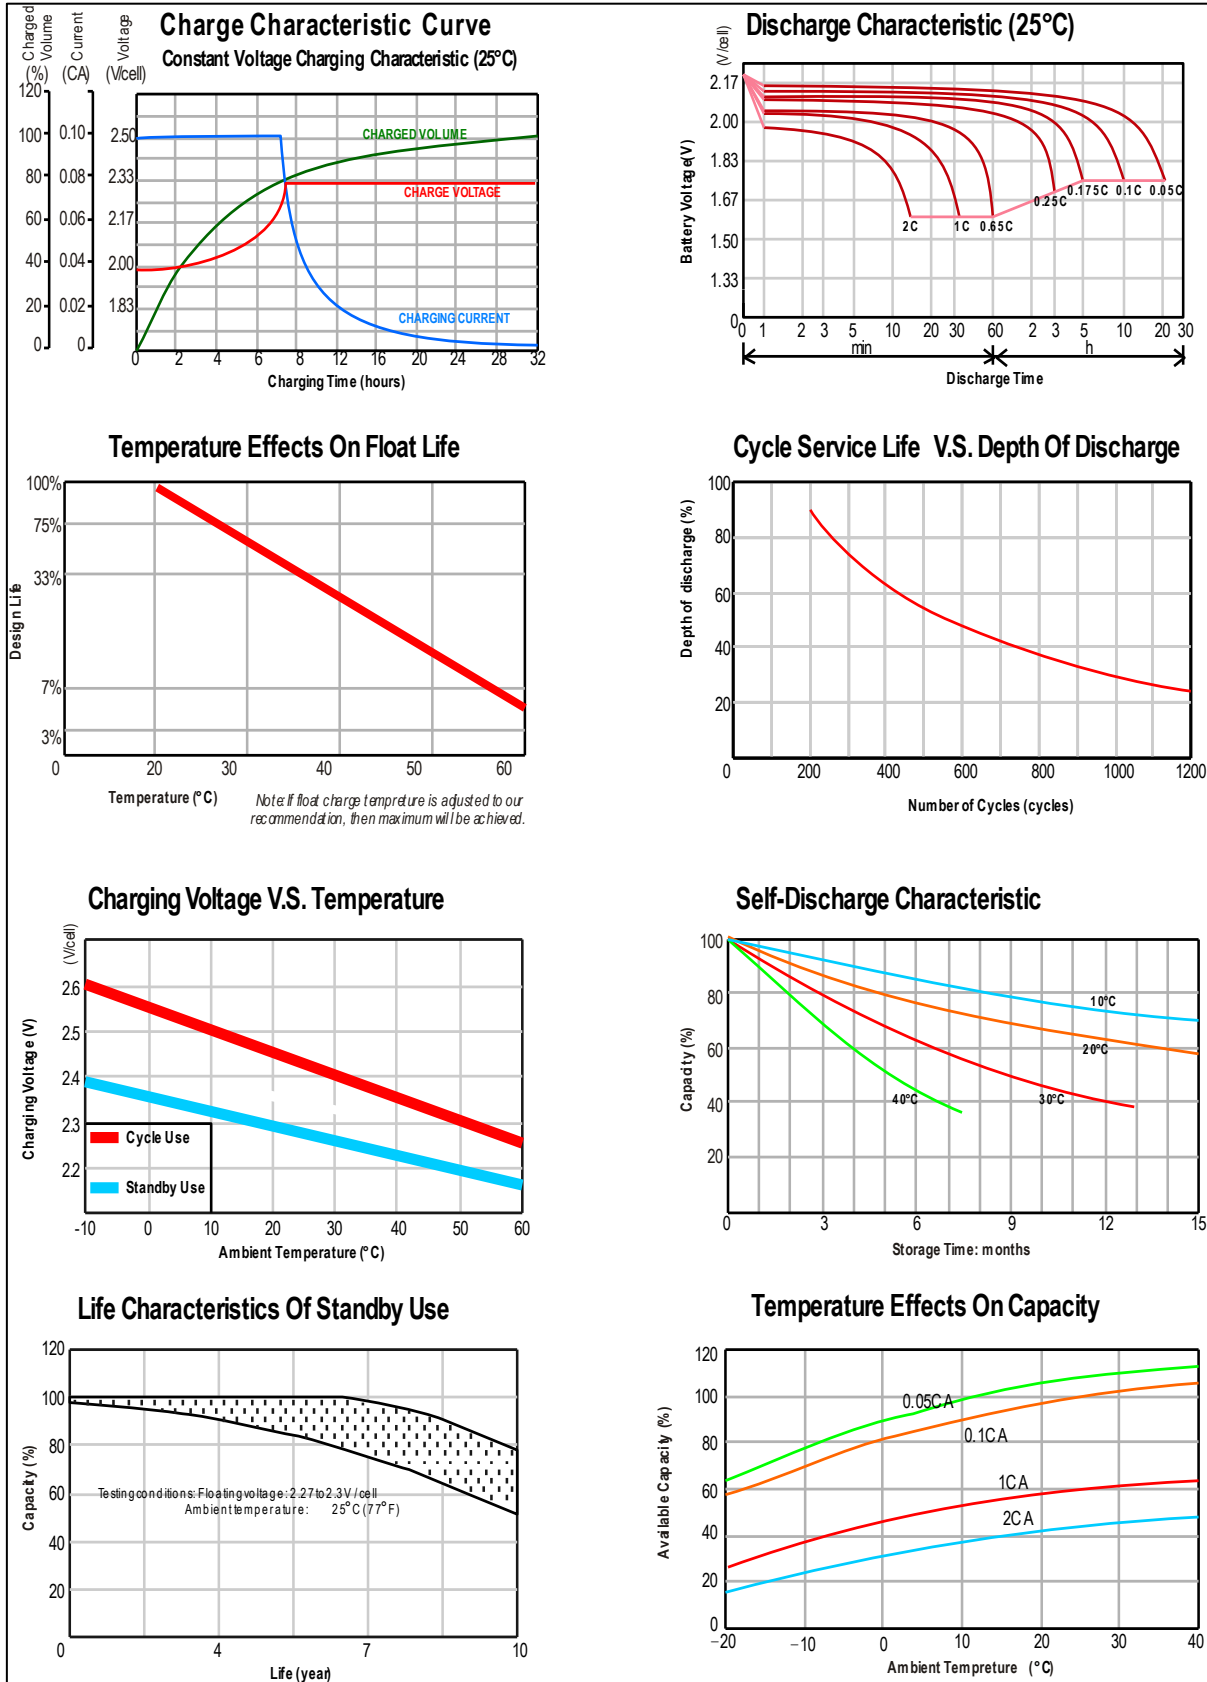 Charge Characteristic Curve
Constant Voltage Charging Characteristic (25°C)
Charged Volume
(%)
Current
(CA)
Voltage
(V/cell)
120
100
80
60
40
20
0
0.10
0.08
0.06
0.04
0.02
0
2.50
2.33
2.17
2.00
1.83
CHARGED VOLUME
CHARGE VOLTAGE
CHARGING CURRENT
0 2 4 6 8 12 16 20 24 28 32
Charging Time (hours)
Discharge Characteristic (25°C)
(V/cell)
Battery Voltage(V)
2.17
2.00
1.83
1.67
1.50
1.33
0
2C 1C 0.65C 0.25C 0.175C 0.1C 0.05C
0 1 2 3 5 10 20 30 60 2 3 5 10 20 30
min h
Discharge Time
Temperature Effects On Float Life
Design Life
100%
75%
33%
7%
3%
0 20 30 40 50 60
Temperature (°C)
Note: If float charge tempreture is adjusted to our
recommendation, then maximum will be achieved.
Cycle Service Life V.S. Depth Of Discharge
Depth of discharge (%)
100
80
60
40
20
0 200 400 600 800 1000 1200
Number of Cycles (cycles)
Charging Voltage V.S. Temperature
(V/cell)
Charging Voltage (V)
2.6
2.5
2.4
2.3
2.2
Cycle Use
Standby Use
-10 0 10 20 30 40 50 60
Ambient Temperature (°C)
Self-Discharge Characteristic
Capacity (%)
100
80
60
40
20
10°C
20°C
30°C
40°C
0 3 6 9 12 15
Storage Time: months
Life Characteristics Of Standby Use
Capacity (%)
120
100
80
60
40
20
Testing conditions: Floating voltage: 2.27 to 2.3V/cell
Ambient temperature: 25°C (77°F)
0 4 7 10
Life (year)
Temperature Effects On Capacity
Available Capacity (%)
120
100
80
60
40
20
0
0.05CA
0.1CA
1CA
2CA
−20 −10 0 10 20 30 40
Ambient Tempreture (°C)